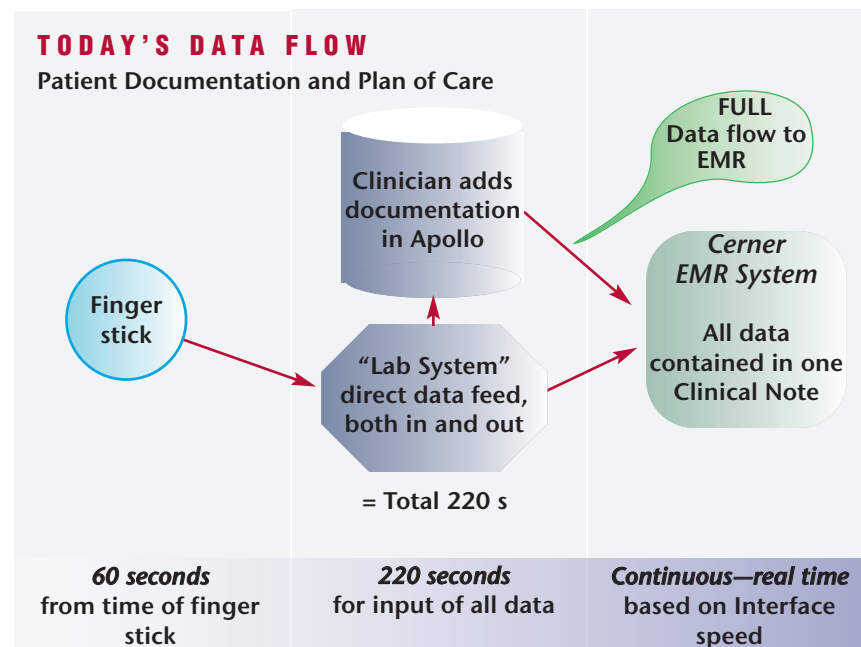 TODAY'S DATA FLOW
Patient Documentation and Plan of Care
FULL
Data flow to
EMR
Clinician adds
documentation
in Apollo
Cerner
EMR System
All data
contained in one
Clinical Note
Finger
stick
“Lab System”
direct data feed,
both in and out
= Total 220 s
60 seconds
from time of finger
stick
220 seconds
for input of all data
Continuous—real time
based on Interface
speed